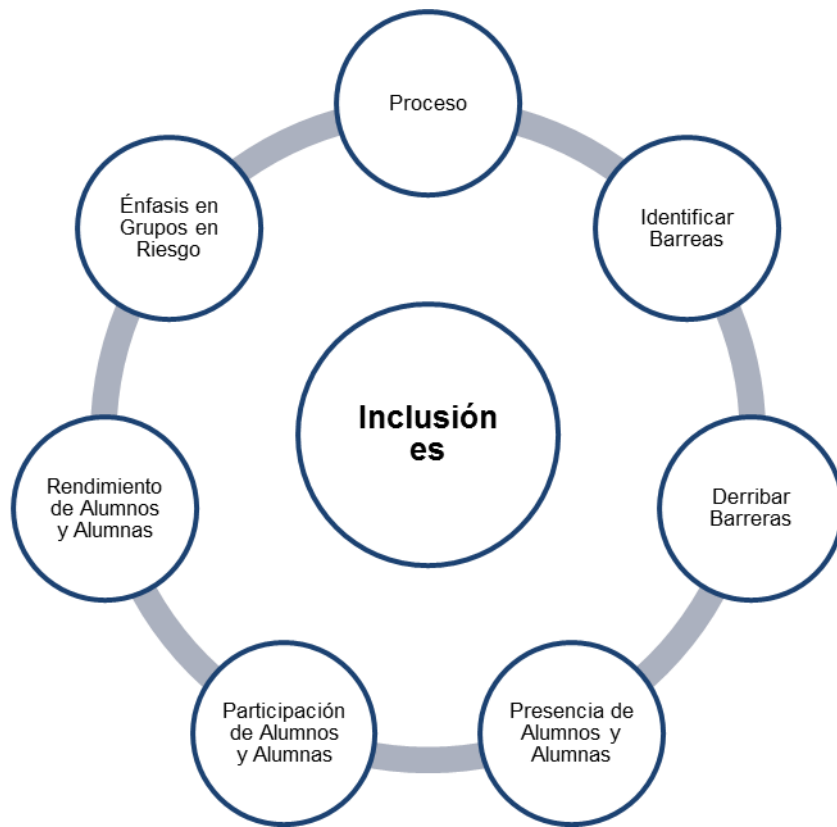 Proceso
Identificar
Barreas
Derribar
Barreras
Presencia de
Alumnos y
Alumnas
Participación
de Alumnos
y Alumnas
Rendimiento
de Alumnos
y Alumnas
Énfasis en
Grupos en
Riesgo
Inclusión
es